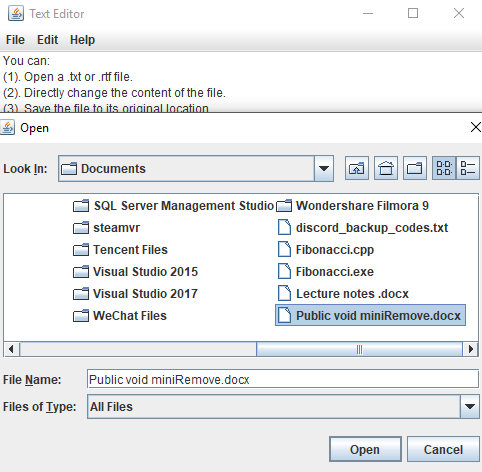 Text Editor
File Edit Help
You can:
(1). Open a .txt or .rtf file.
(2). Directly change the content of the file.
(3). Save the file to its original location
Open
Look In: Documents
SQL Server Management Studio
steamvr
Tencent Files
Visual Studio 2015
Visual Studio 2017
WeChat Files
Wondershare Filmora 9
discord_backup_codes.txt
Fibonacci.cpp
Fibonacci.exe
Lecture notes .docx
Public void miniRemove.docx
File Name: Public void miniRemove.docx
Files of Type: All Files
Open Cancel